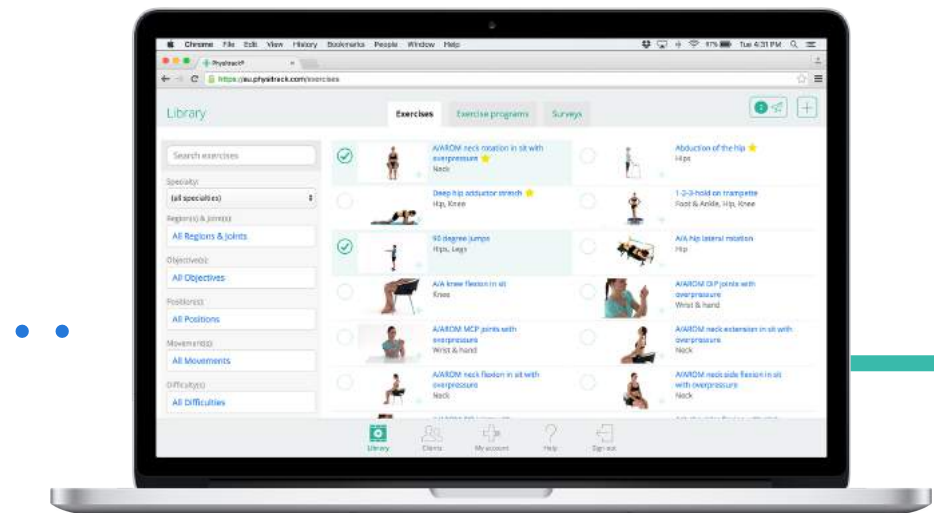 Chrome File Edit View History Bookmarks People Window Help
97% Tue 4:31 PM
Physitrack®
https://au.physitrack.com/exercises
Library
Exercises
Exercise programs
Surveys
Search exercises
Specialty:
(all specialties)
Region(s) & Joint(s):
All Regions & Joints
Objective(s):
All Objectives
Position(s):
All Positions
Movement(s):
All Movements
Difficulty(s):
All Difficulties
A/AROM neck rotation in sit with
overpressure
Neck
Abduction of the hip
Hips
Deep hip adductor stretch
Hip, Knee
1-2-3-hold on trampette
Foot & Ankle, Hip, Knee
90 degree jumps
Hips, Legs
A/A hip lateral rotation
Hip
A/A knee flexion in sit
Knee
A/AROM DIP joints with
overpressure
Wrist & hand
A/AROM MCP joints with
overpressure
Wrist & hand
A/AROM neck extension in sit with
overpressure
Neck
A/AROM neck flexion in sit with
overpressure
Neck
A/AROM neck side flexion in sit
with overpressure
Neck
Library
Clients
My account
Help
Sign out